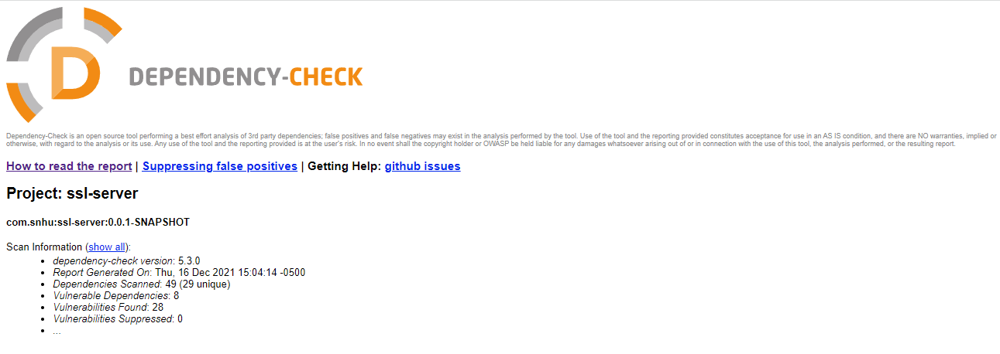 D
DEPENDENCY-CHECK
Dependency-Check is an open source tool performing a best effort analysis of 3rd party dependencies; false positives and false negatives may exist in the analysis performed by the tool. Use of the tool and the reporting provided constitutes acceptance for use in an AS IS condition, and there are NO warranties, implied or
otherwise, with regard to the analysis or its use. Any use of the tool and the reporting provided is at the user's risk. In no event shall the copyright holder or OWASP be held liable for any damages whatsoever arising out of or in connection with the use of this tool, the analysis performed, or the resulting report.
How to read the report | Suppressing false positives | Getting Help: github issues
Project: ssl-server
com.snhu:ssl-server:0.0.1-SNAPSHOT
Scan Information (show all):
• dependency-check version: 5.3.0
• Report Generated On: Thu, 16 Dec 2021 15:04:14 -0500
• Dependencies Scanned: 49 (29 unique)
• Vulnerable Dependencies: 8
• Vulnerabilities Found: 28
• Vulnerabilities Suppressed: 0
• ...